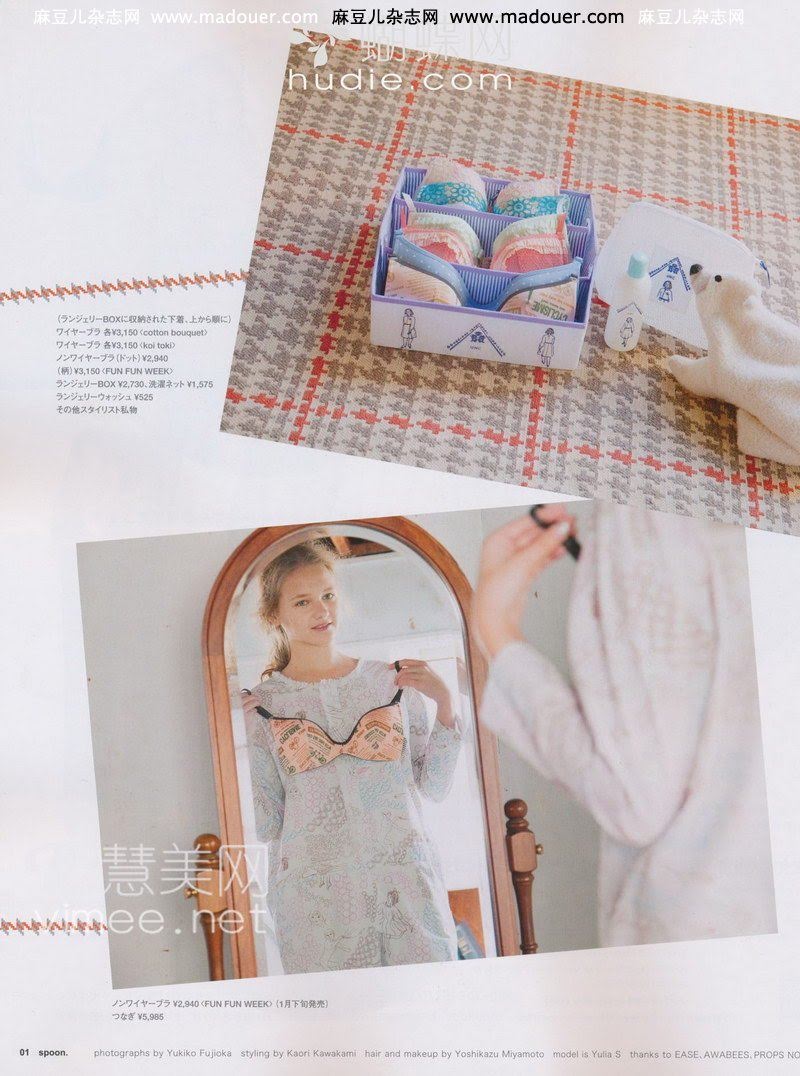 麻豆儿杂志网 www.madouer.com 麻豆儿杂志网 www.madouer.com 麻豆儿杂志网
蝴蝶网
hudie.com
(ランジェリーBOXに収納された下着、上から順に)
ワイヤーブラ 各¥3,150〈cotton bouquet〉
ワイヤーブラ 各¥3,150〈koi toki〉
ノンワイヤーブラ(ドット)¥2,940
(柄)¥3,150〈FUN FUN WEEK〉
ランジェリーBOX ¥2,730、洗濯ネット ¥1,575
ランジェリーウォッシュ ¥525
その他スタイリスト私物
CYCLISME
慧美网
vimee.net
ノンワイヤーブラ ¥2,940〈FUN FUN WEEK〉(1月下旬発売)
つなぎ ¥5,985
01 spoon. photographs by Yukiko Fujioka styling by Kaori Kawakami hair and makeup by Yoshikazu Miyamoto model is Yulia S thanks to EASE, AWABEES, PROPS NO